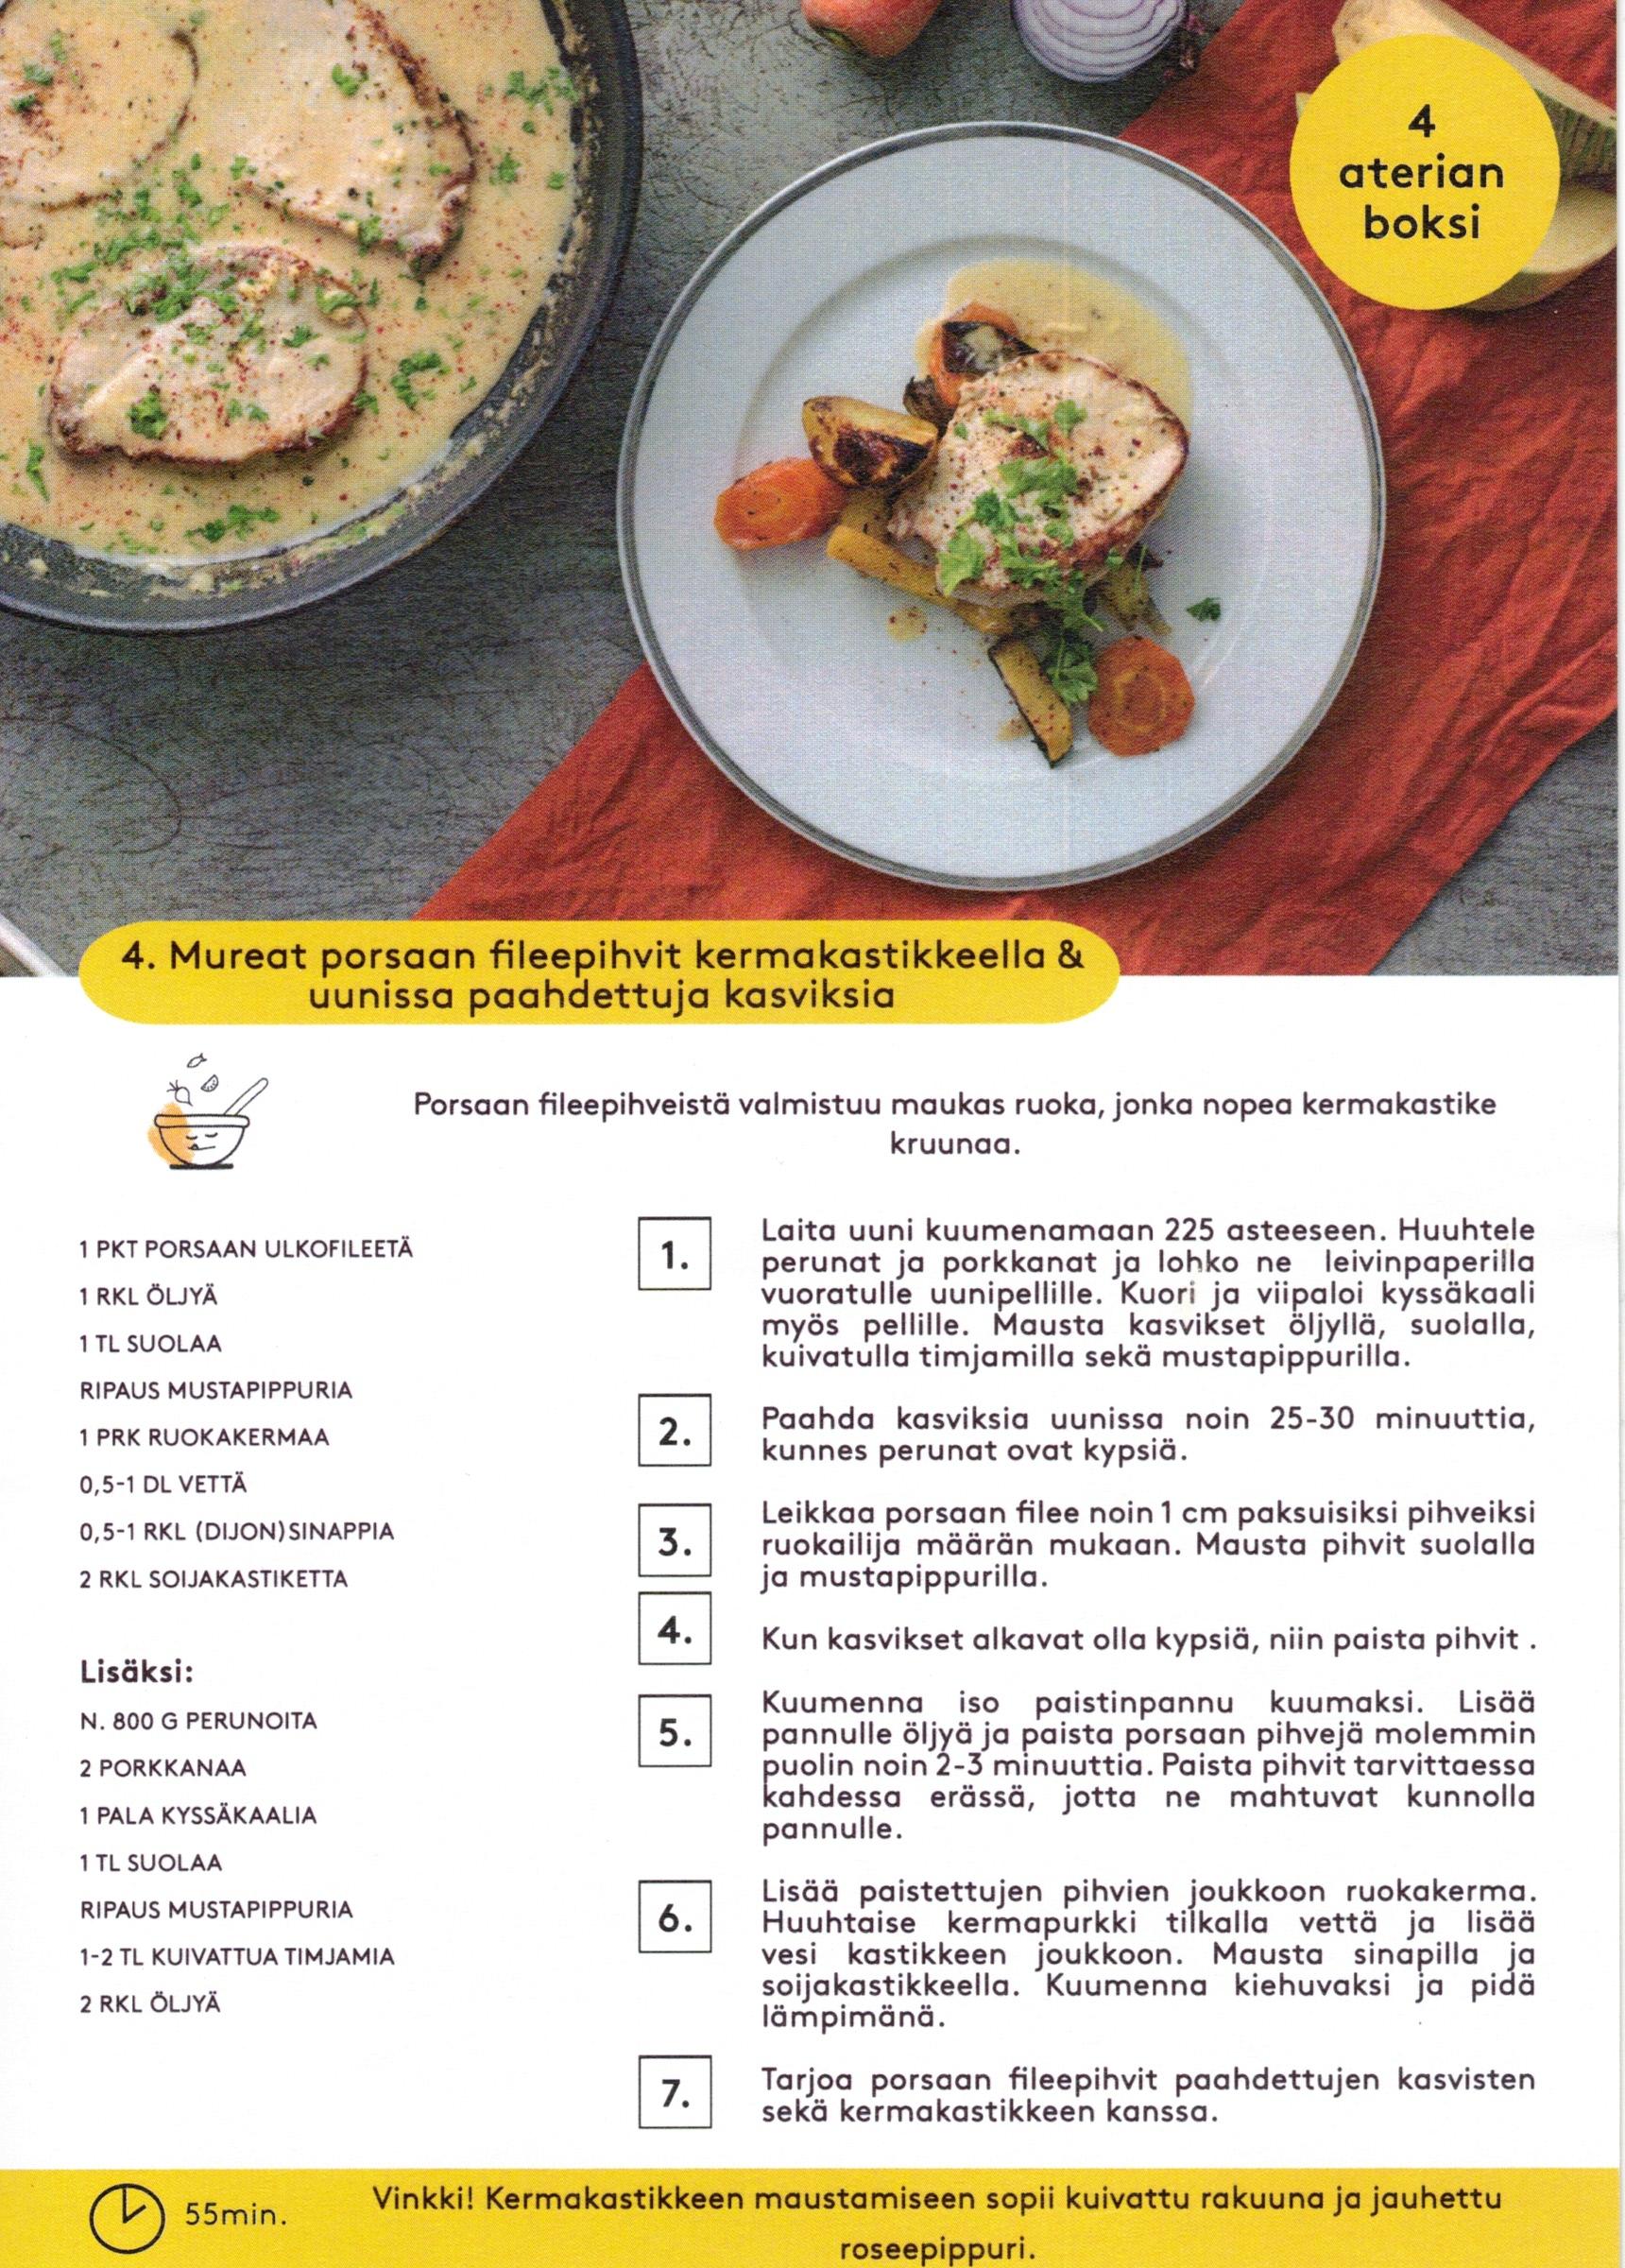 4
aterian
boksi
4. Mureat porsaan fileepihvit kermakastikkeella &
uunissa paahdettuja kasviksia
Porsaan fileepihveistä valmistuu maukas ruoka, jonka nopea kermakastike
kruunaa.
1 PKT PORSAAN ULKOFILEETÄ
1 RKL ÖLJYÄ
1 TL SUOLAA
RIPAUS MUSTAPIPPURIA
1 PRK RUOKAKERMAA
0,5-1 DL VETTÄ
0,5-1 RKL (DIJON)SINAPPIA
2 RKL SOIJAKASTIKETTA
Lisäksi:
N. 800 G PERUNOITA
2 PORKKANAA
1 PALA KYSSÄKAALIA
1 TL SUOLAA
RIPAUS MUSTAPIPPURIA
1-2 TL KUIVATTUA TIMJAMIA
2 RKL ÖLJYÄ
1.
Laita uuni kuumenamaan 225 asteeseen. Huuhtele
perunat ja porkkanat ja lohko ne leivinpaperilla
vuoratulle uunipellille. Kuori ja viipaloi kyssäkaali
myös pellille. Mausta kasvikset öljyllä, suolalla,
kuivatulla timjamilla sekä mustapippurilla.
2.
Paahda kasviksia uunissa noin 25-30 minuuttia,
kunnes perunat ovat kypsiä.
3.
Leikkaa porsaan filee noin 1 cm paksuisiksi pihveiksi
ruokailija määrän mukaan. Mausta pihvit suolalla
ja mustapippurilla.
4.
Kun kasvikset alkavat olla kypsiä, niin paista pihvit .
5.
Kuumenna iso paistinpannu kuumaksi. Lisää
pannulle öljyä ja paista porsaan pihvejä molemmin
puolin noin 2-3 minuuttia. Paista pihvit tarvittaessa
kahdessa erässä, jotta ne mahtuvat kunnolla
pannulle.
6.
Lisää paistettujen pihvien joukkoon ruokakerma.
Huuhtaise kermapurkki tilkalla vettä ja lisää
vesi kastikkeen joukkoon. Mausta sinapilla ja
soijakastikkeella. Kuumenna kiehuvaksi ja pidä
lämpimänä.
7.
Tarjoa porsaan fileepihvit paahdettujen kasvisten
sekä kermakastikkeen kanssa.
55min.
Vinkki! Kermakastikkeen maustamiseen sopii kuivattu rakuuna ja jauhettu
roseepippuri.